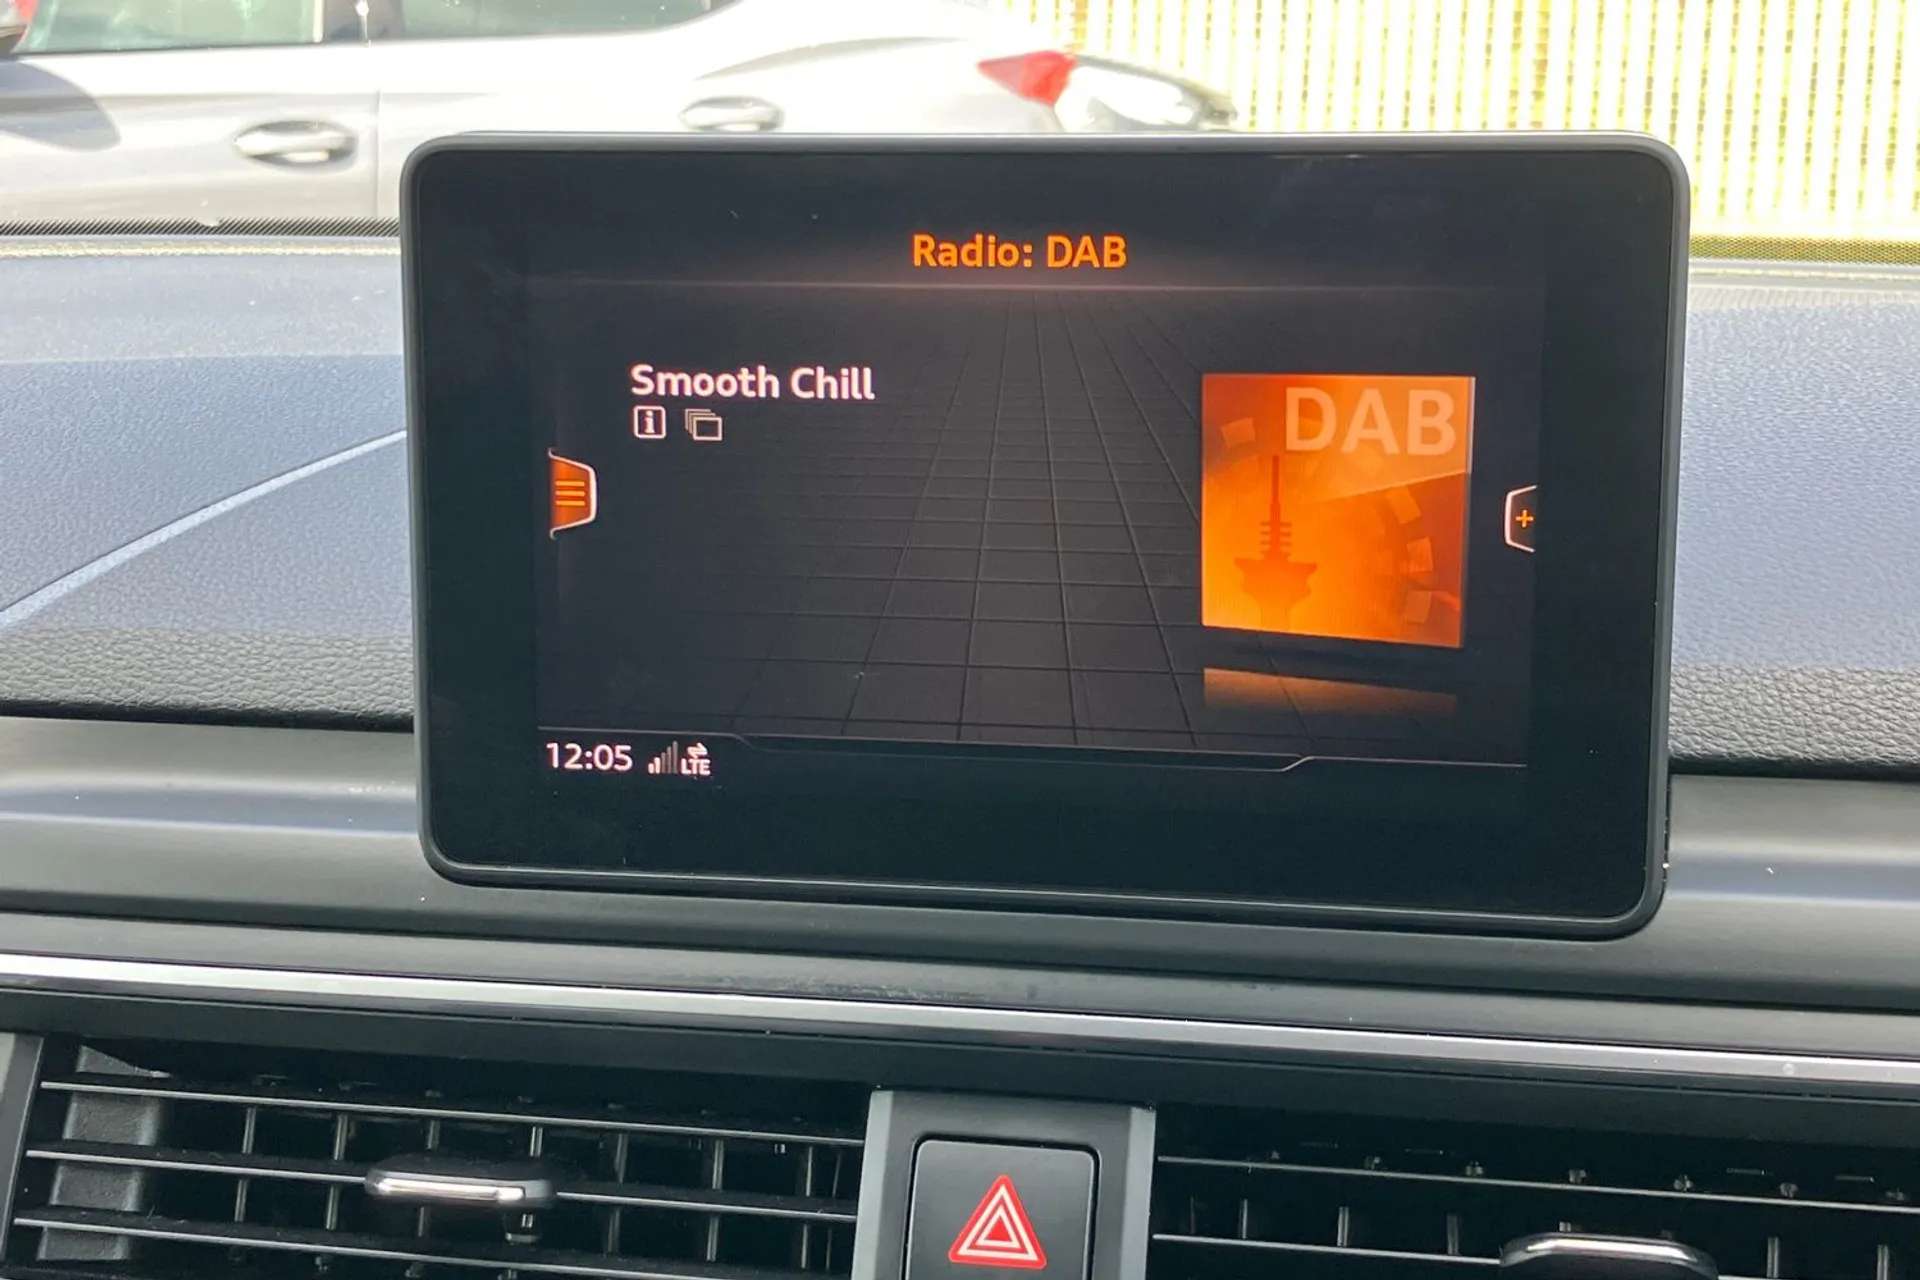 Radio: DAB
Smooth Chill
DAB
12:05 LTE